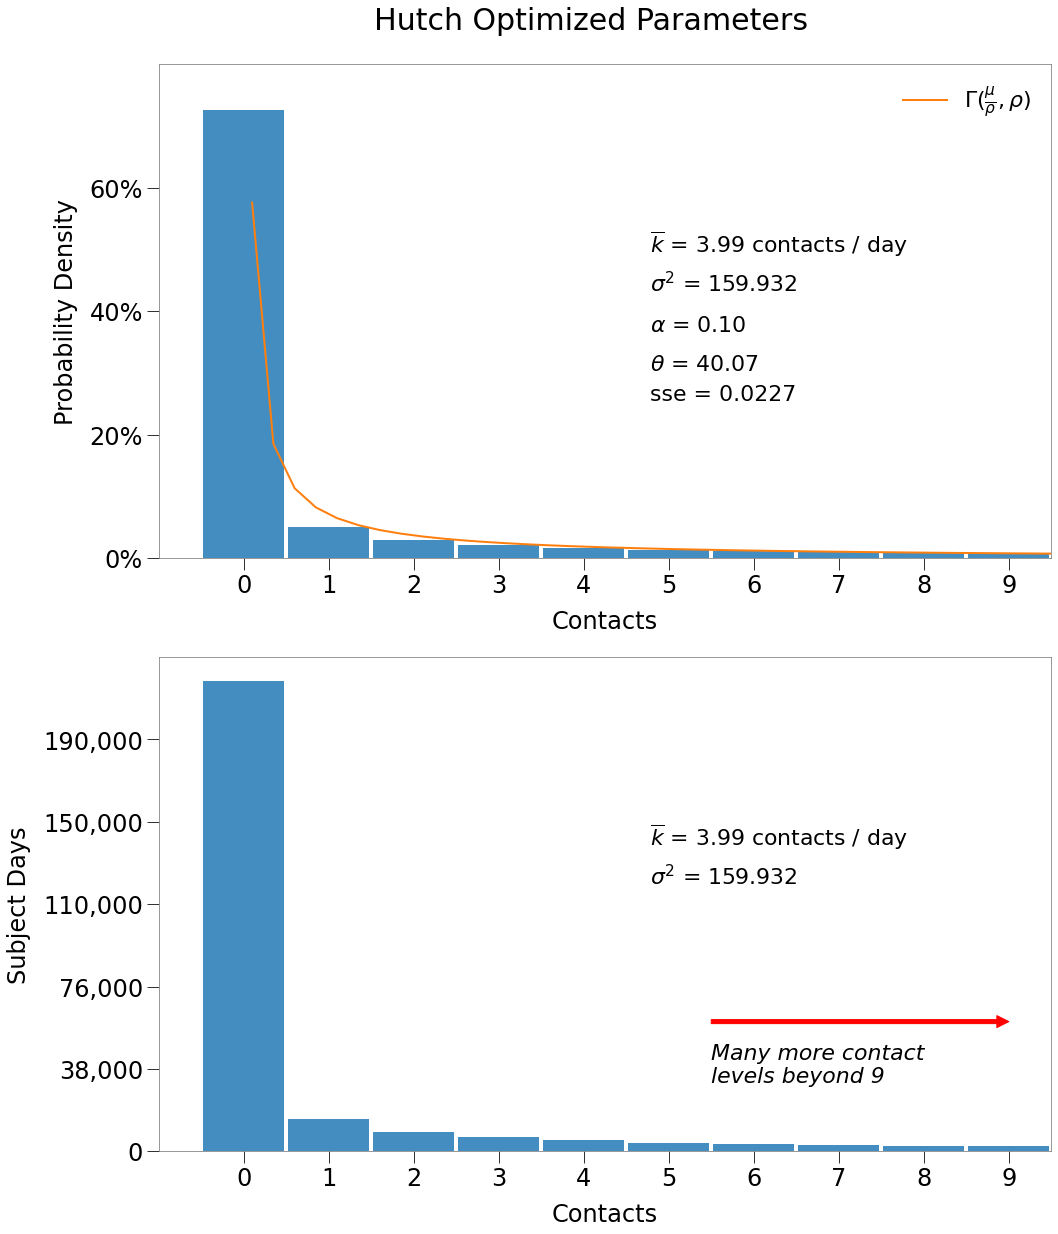 Hutch Optimized Parameters
Γ(μ/ρ, ρ)
60%
40%
20%
0%
Probability Density
k̅ = 3.99 contacts / day
σ² = 159.932
α = 0.10
θ = 40.07
sse = 0.0227
0 1 2 3 4 5 6 7 8 9
Contacts
190,000
150,000
110,000
76,000
38,000
0
Subject Days
k̅ = 3.99 contacts / day
σ² = 159.932
Many more contact
levels beyond 9
0 1 2 3 4 5 6 7 8 9
Contacts